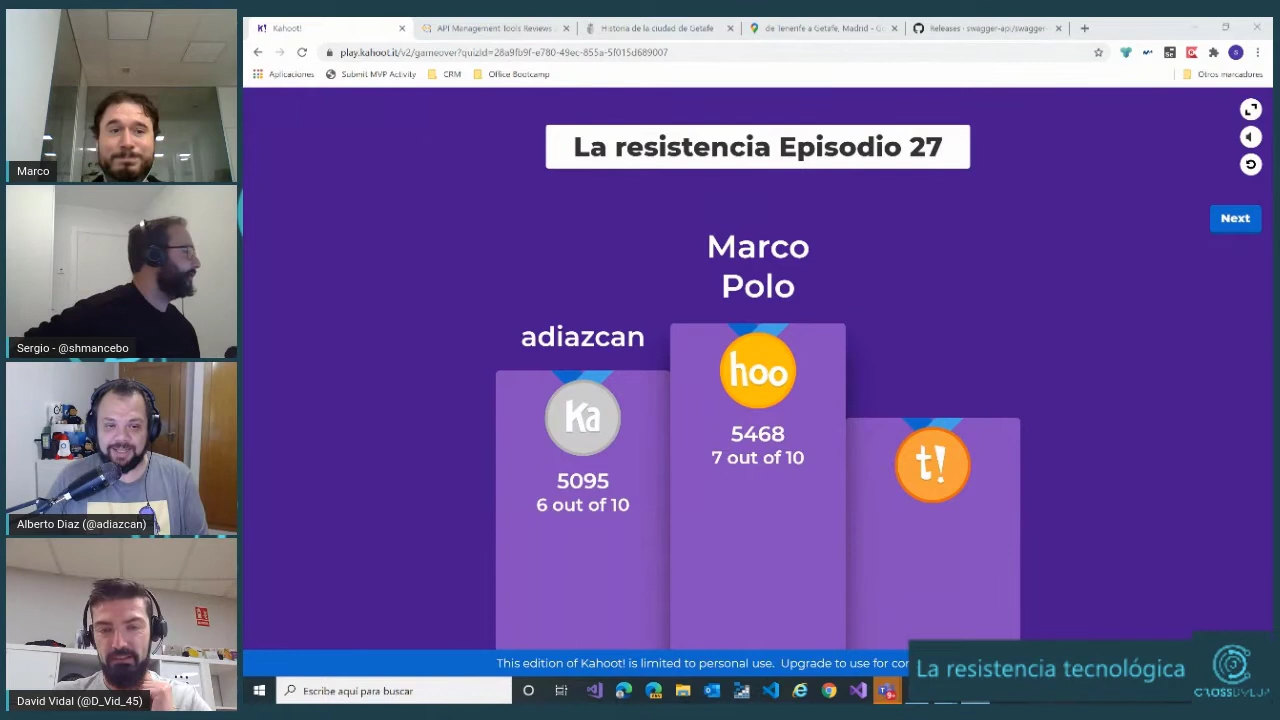 Marco
Sergio - @shmancebo
Alberto Diaz (@adiazcan)
David Vidal (@D_Vid_45)
Kahoot!
API Management Tools Reviews
Historia de la ciudad de Getafe
de Tenerife a Getafe, Madrid - G
Releases · swagger-api/swagger-
play.kahoot.it/v2/gameover?quizId=28a9fb9f-e780-49ec-855a-5f015d689007
Aplicaciones
Submit MVP Activity
CRM
Office Bootcamp
Otros marcadores
La resistencia Episodio 27
Next
Marco
Polo
adiazcan
hoo
5468
7 out of 10
Ka
5095
6 out of 10
t!
This edition of Kahoot! is limited to personal use. Upgrade to use for co
Escribe aquí para buscar
La resistencia tecnológica